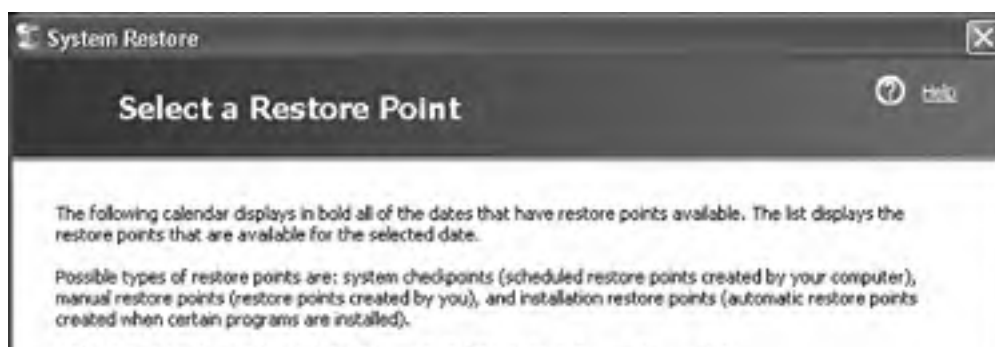 System Restore
Select a Restore Point
Help
The following calendar displays in bold all of the dates that have restore points available. The list displays the
restore points that are available for the selected date.
Possible types of restore points are: system checkpoints (scheduled restore points created by your computer),
manual restore points (restore points created by you), and installation restore points (automatic restore points
created when certain programs are installed).